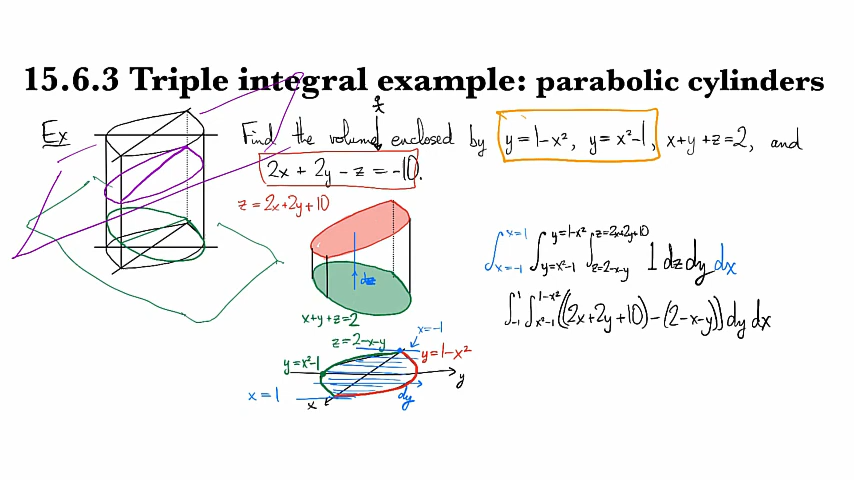 15.6.3 Triple integral example: parabolic cylinders
Ex Find the volume enclosed by y = 1-x², y = x²-1, x+y+z=2, and
2x + 2y - z = -10.
z = 2x+2y+10
dz
x+y+z=2
z=2-x-y
x=-1
y=x²-1
y=1-x²
y
x=1
x
dy
∫_{x=-1}^{x=1} ∫_{y=x²-1}^{y=1-x²} ∫_{z=2-x-y}^{z=2x+2y+10} 1 dz dy dx
∫_{-1}^{1} ∫_{x²-1}^{1-x²} ((2x+2y+10)-(2-x-y)) dy dx